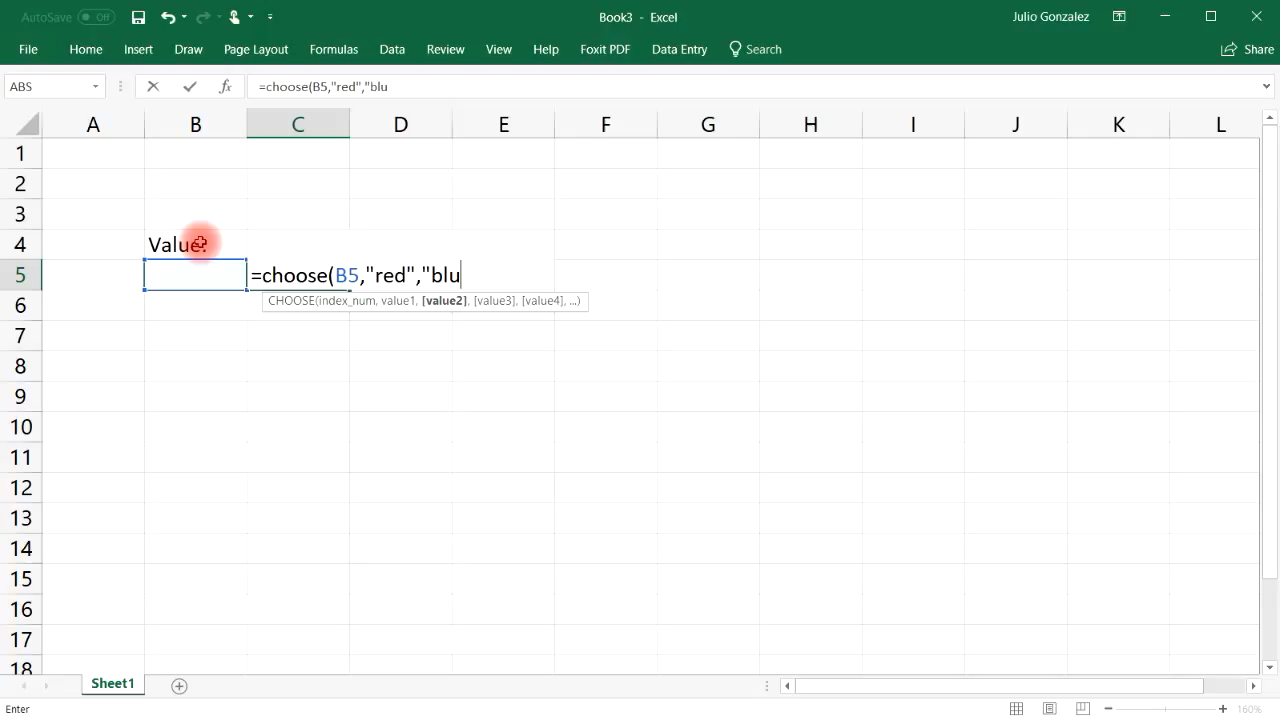 AutoSave Off
Book3 - Excel
Julio Gonzalez
File Home Insert Draw Page Layout Formulas Data Review View Help Foxit PDF Data Entry Search Share
ABS fx =choose(B5,"red","blu
A B C D E F G H I J K L
1
2
3
4 Value:
5 =choose(B5,"red","blu
CHOOSE(index_num, value1, [value2], [value3], [value4], ...)
6
7
8
9
10
11
12
13
14
15
16
17
18
Sheet1
Enter 160%